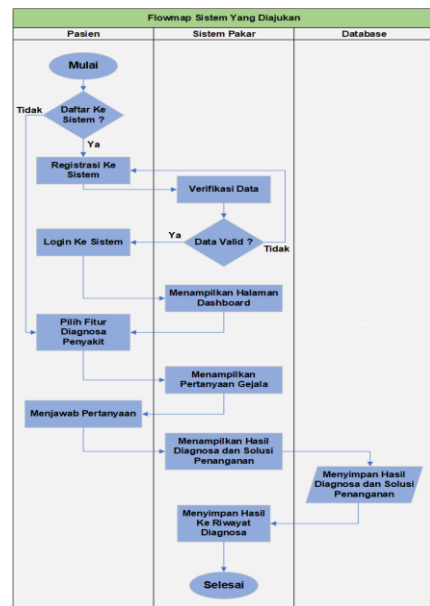 Flowmap Sistem Yang Diajukan
Pasien
Sistem Pakar
Database
Mulai
Tidak
Daftar Ke
Sistem ?
Ya
Registrasi Ke
Sistem
Verifikasi Data
Login Ke Sistem
Ya
Data Valid ?
Tidak
Menampilkan Halaman
Dashboard
Pilih Fitur
Diagnosa
Penyakit
Menampilkan
Pertanyaan Gejala
Menjawab Pertanyaan
Menampilkan Hasil
Diagnosa dan Solusi
Penanganan
Menyimpan Hasil
Diagnosa dan Solusi
Penanganan
Menyimpan Hasil
Ke Riwayat
Diagnosa
Selesai